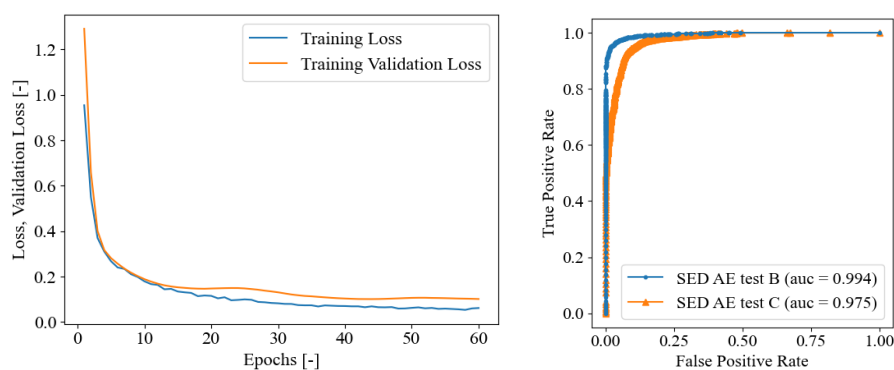 Loss, Validation Loss [-]
1.2
1.0
0.8
0.6
0.4
0.2
0.0
Training Loss
Training Validation Loss
0 10 20 30 40 50 60
Epochs [-]
True Positive Rate
1.0
0.8
0.6
0.4
0.2
0.0
SED AE test B (auc = 0.994)
SED AE test C (auc = 0.975)
0.00 0.25 0.50 0.75 1.00
False Positive Rate